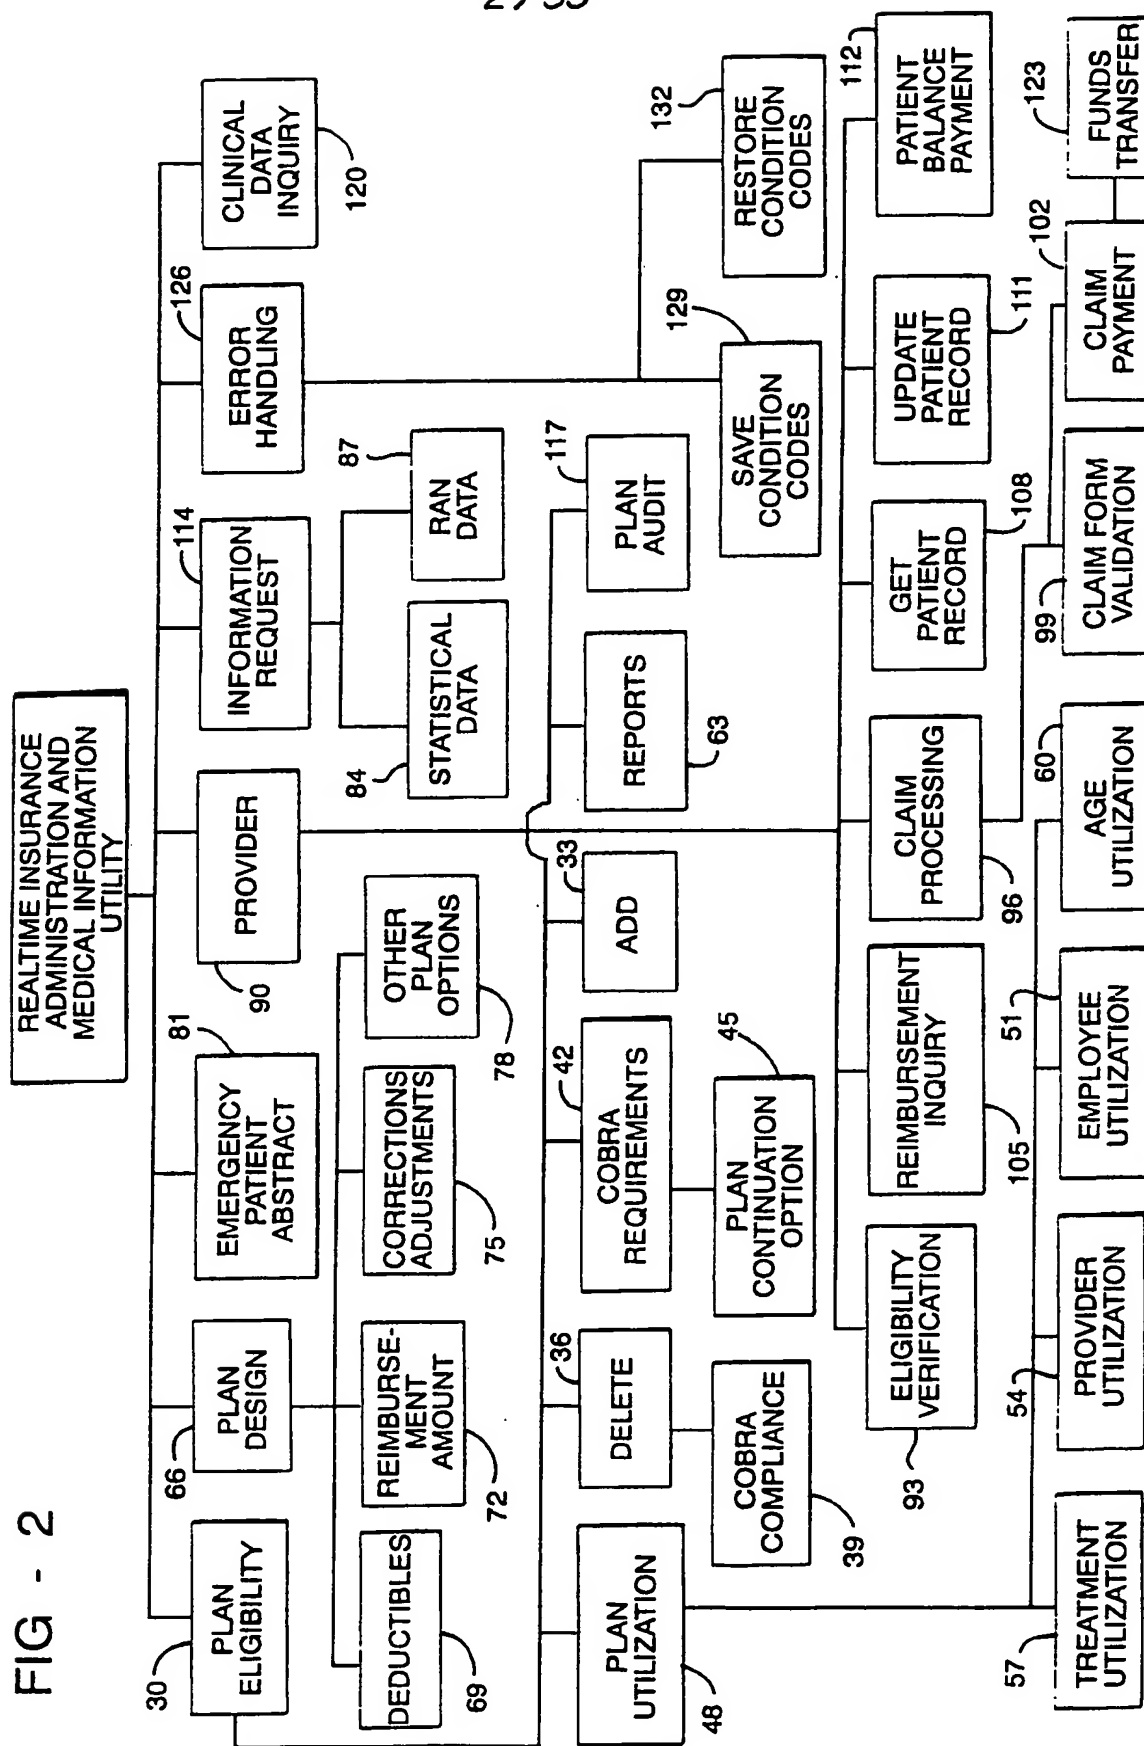 2/33
FIG - 2
REALTIME INSURANCE
ADMINISTRATION AND
MEDICAL INFORMATION
UTILITY
30
PLAN
ELIGIBILITY
66
PLAN
DESIGN
81
EMERGENCY
PATIENT
ABSTRACT
90
PROVIDER
114
INFORMATION
REQUEST
126
ERROR
HANDLING
CLINICAL
DATA
INQUIRY
120
DEDUCTIBLES
69
REIMBURSE-
MENT
AMOUNT
72
CORRECTIONS
ADJUSTMENTS
75
OTHER
PLAN
OPTIONS
78
84
STATISTICAL
DATA
87
RAN
DATA
PLAN
UTILIZATION
48
36
DELETE
42
COBRA
REQUIREMENTS
33
ADD
REPORTS
63
117
PLAN
AUDIT
COBRA
COMPLIANCE
39
45
PLAN
CONTINUATION
OPTION
129
SAVE
CONDITION
CODES
132
RESTORE
CONDITION
CODES
93
ELIGIBILITY
VERIFICATION
REIMBURSEMENT
INQUIRY
105
CLAIM
PROCESSING
96
GET
PATIENT
RECORD
108
UPDATE
PATIENT
RECORD
111
112
PATIENT
BALANCE
PAYMENT
57
TREATMENT
UTILIZATION
54
PROVIDER
UTILIZATION
51
EMPLOYEE
UTILIZATION
60
AGE
UTILIZATION
99
CLAIM FORM
VALIDATION
102
CLAIM
PAYMENT
123
FUNDS
TRANSFER